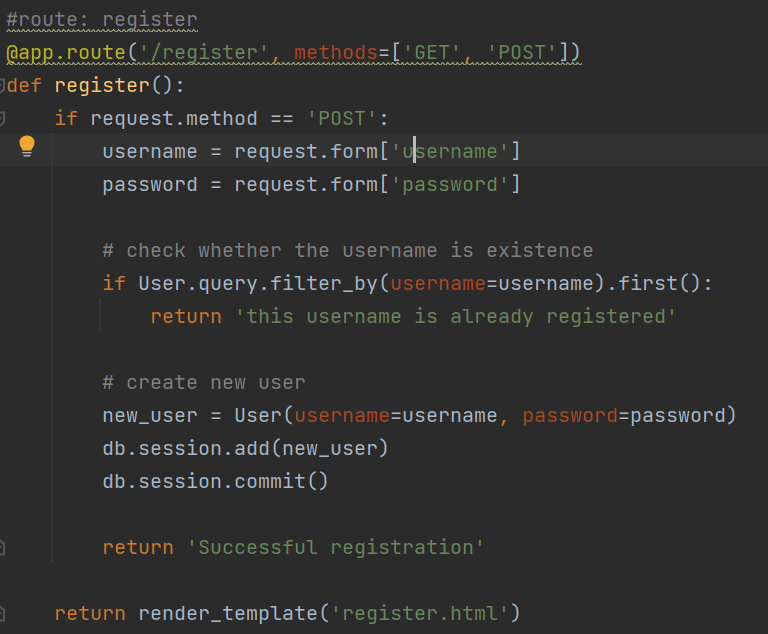 #route: register
@app.route('/register', methods=['GET', 'POST'])
def register():
if request.method == 'POST':
username = request.form['username']
password = request.form['password']
# check whether the username is existence
if User.query.filter_by(username=username).first():
return 'this username is already registered'
# create new user
new_user = User(username=username, password=password)
db.session.add(new_user)
db.session.commit()
return 'Successful registration'
return render_template('register.html')